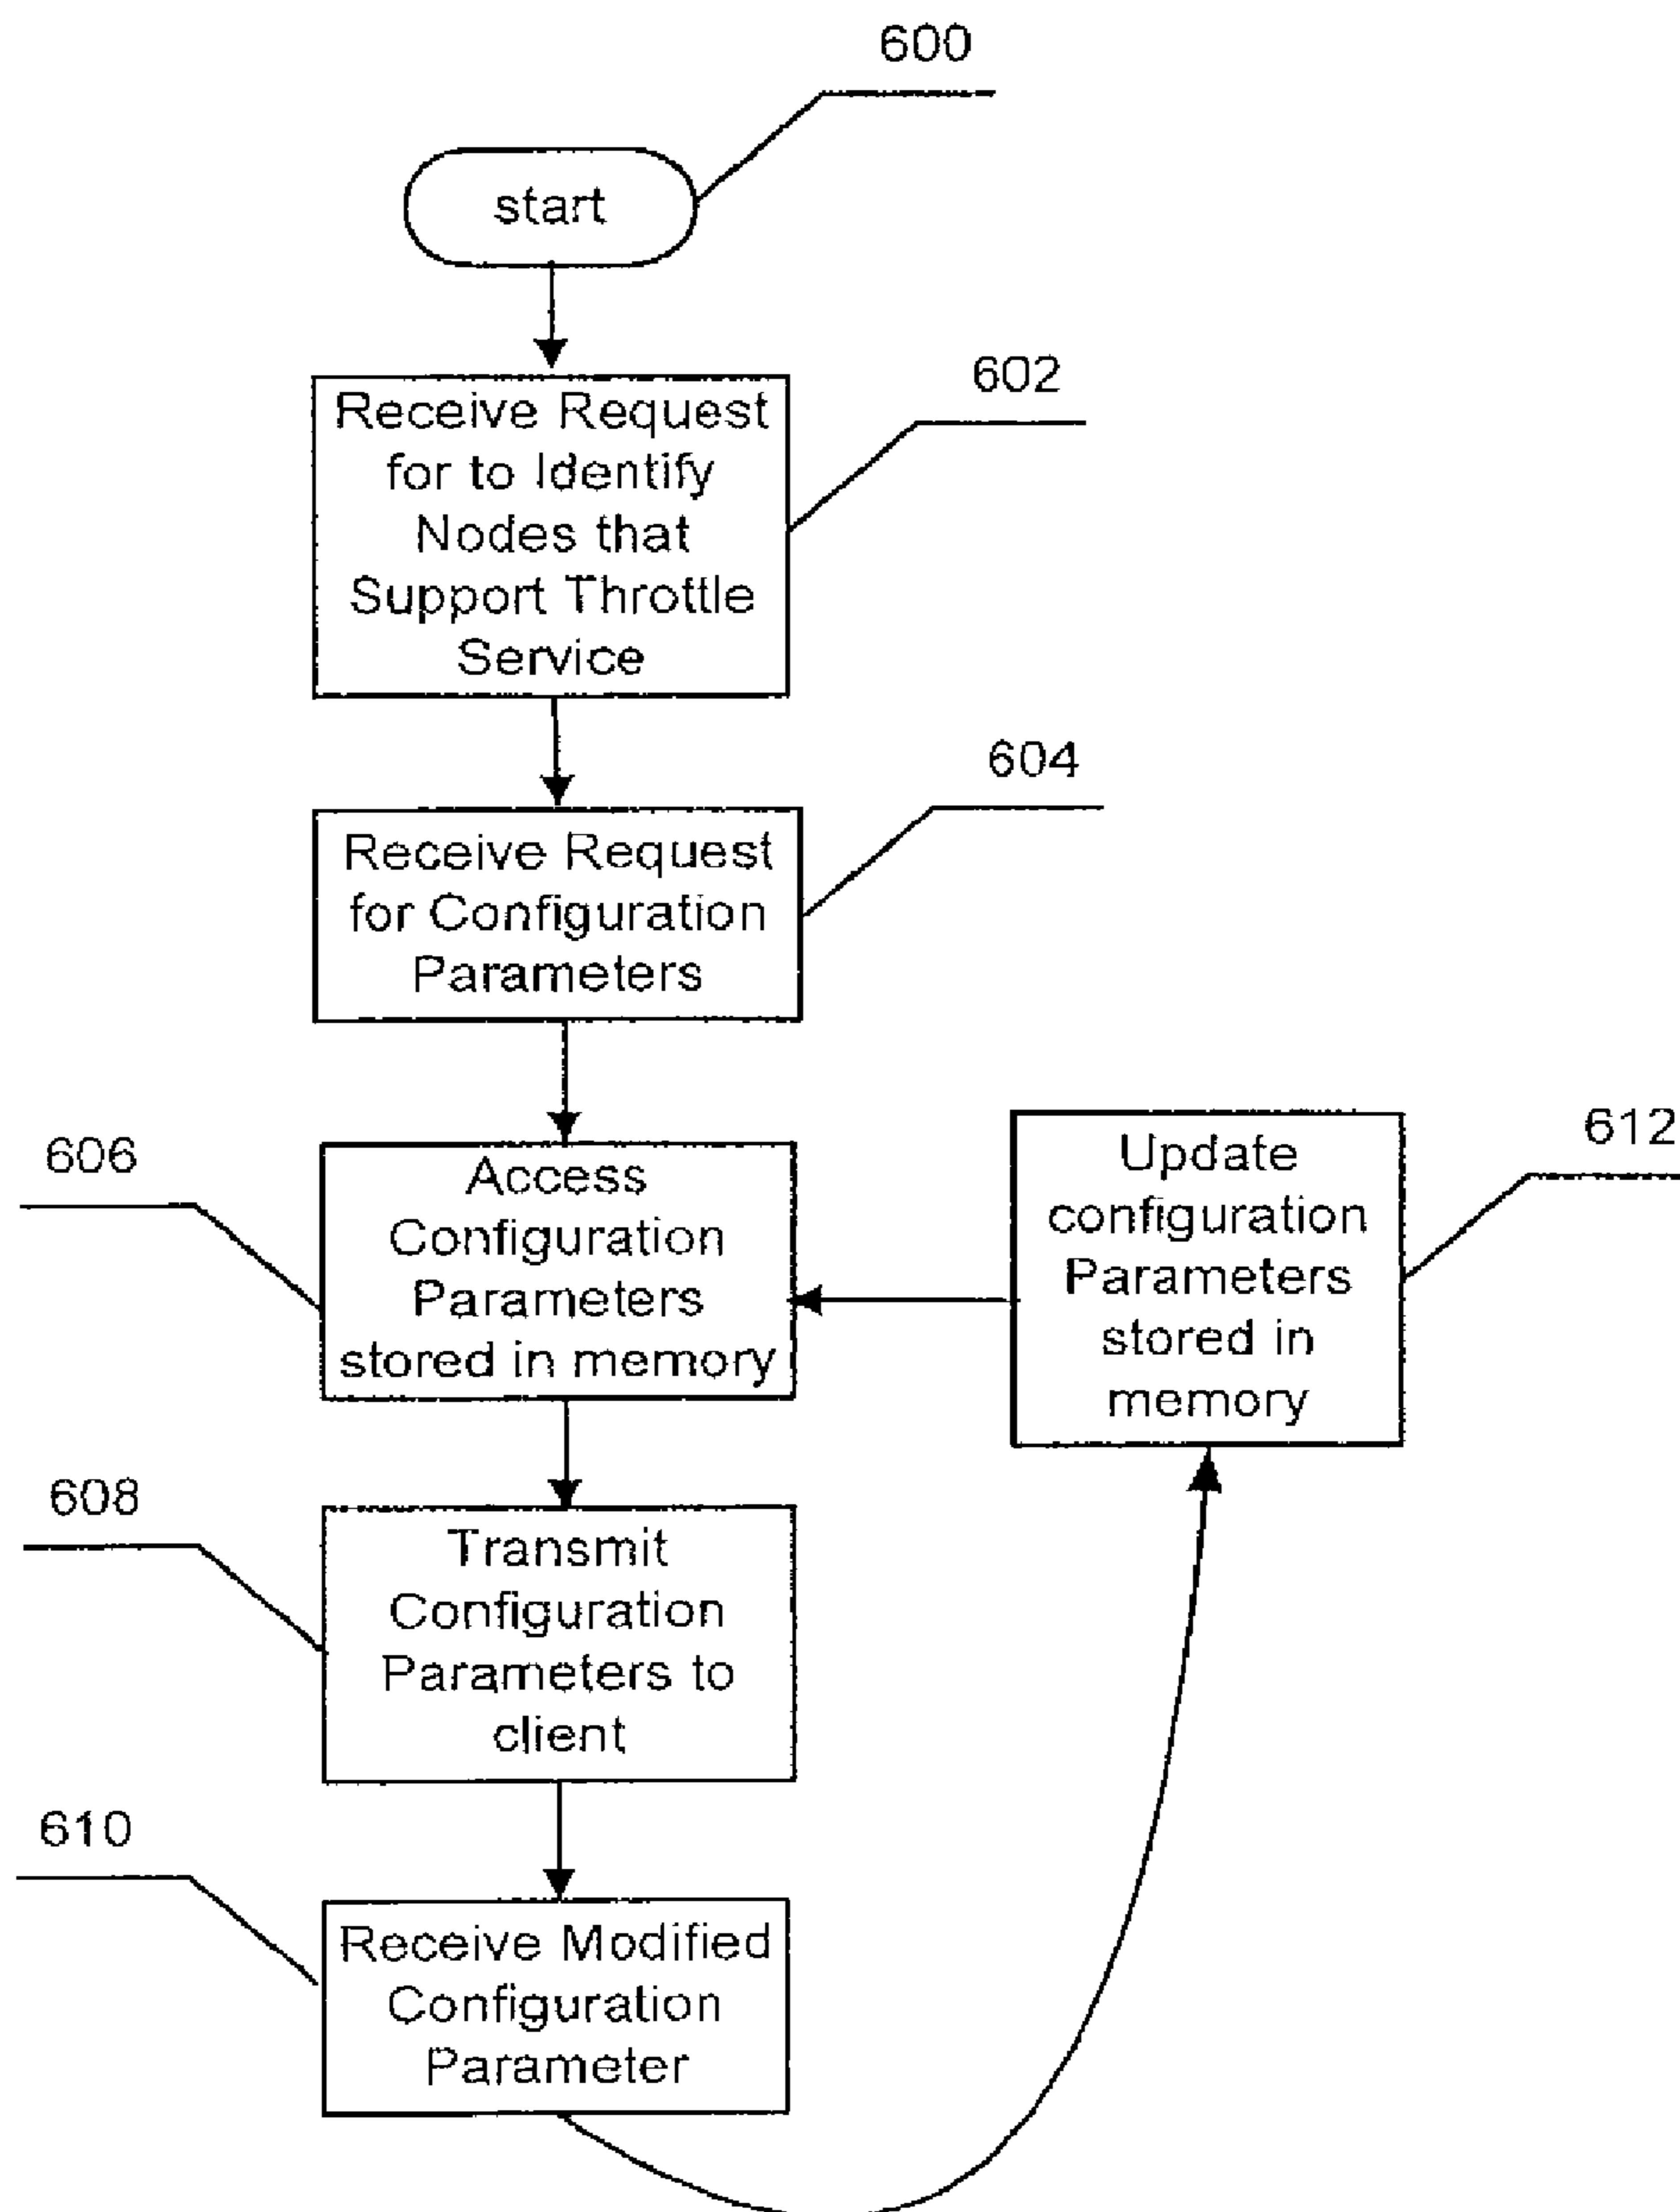 600
start
602
Receive Request
for to Identify
Nodes that
Support Throttle
Service
604
Receive Request
for Configuration
Parameters
606
Access
Configuration
Parameters
stored in memory
612
Update
configuration
Parameters
stored in
memory
608
Transmit
Configuration
Parameters to
client
610
Receive Modified
Configuration
Parameter